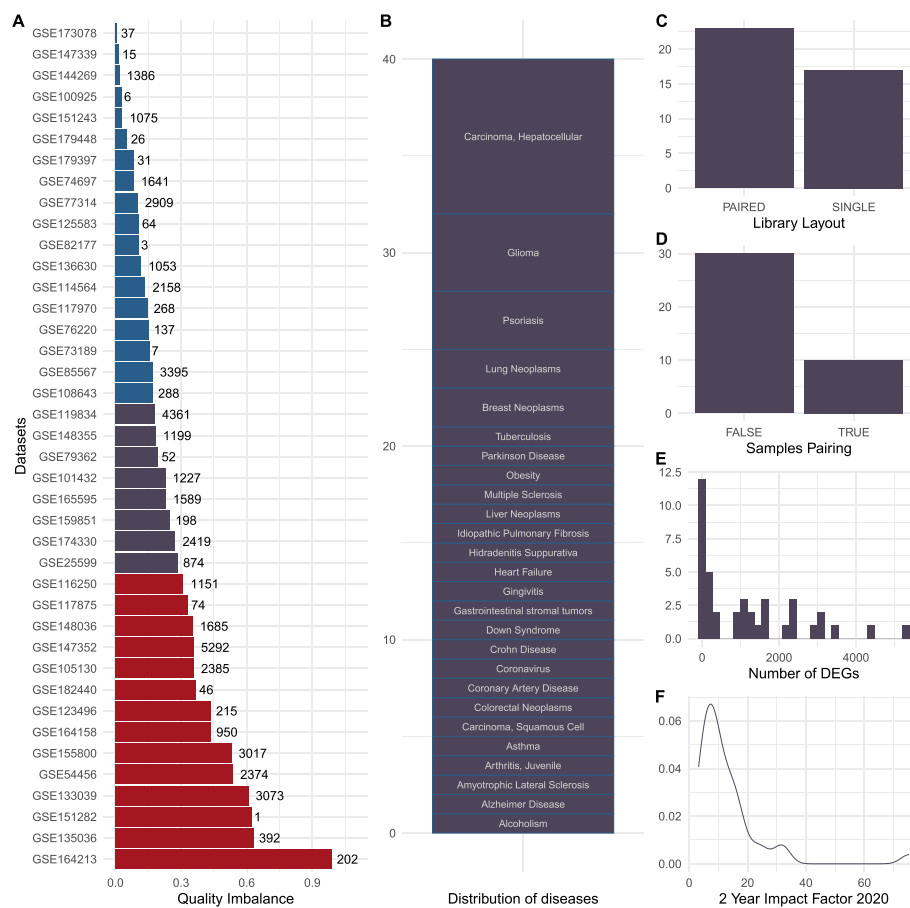 A
Datasets
GSE173078 37
GSE147339 15
GSE144269 1386
GSE100925 6
GSE151243 1075
GSE179448 26
GSE179397 31
GSE74697 1641
GSE77314 2909
GSE125583 64
GSE82177 3
GSE136630 1053
GSE114564 2158
GSE117970 268
GSE76220 137
GSE73189 7
GSE85567 3395
GSE108643 288
GSE119834 4361
GSE148355 1199
GSE79362 52
GSE101432 1227
GSE165595 1589
GSE159851 198
GSE174330 2419
GSE25599 874
GSE116250 1151
GSE117875 74
GSE148036 1685
GSE147352 5292
GSE105130 2385
GSE182440 46
GSE123496 215
GSE164158 950
GSE155800 3017
GSE54456 2374
GSE133039 3073
GSE151282 1
GSE135036 392
GSE164213 202
0.0 0.3 0.6 0.9
Quality Imbalance
B
40
30
20
10
0
Carcinoma, Hepatocellular
Glioma
Psoriasis
Lung Neoplasms
Breast Neoplasms
Tuberculosis
Parkinson Disease
Obesity
Multiple Sclerosis
Liver Neoplasms
Idiopathic Pulmonary Fibrosis
Hidradenitis Suppurativa
Heart Failure
Gingivitis
Gastrointestinal stromal tumors
Down Syndrome
Crohn Disease
Coronavirus
Coronary Artery Disease
Colorectal Neoplasms
Carcinoma, Squamous Cell
Asthma
Arthritis, Juvenile
Amyotrophic Lateral Sclerosis
Alzheimer Disease
Alcoholism
Distribution of diseases
C
20
15
10
5
0
PAIRED SINGLE
Library Layout
D
30
20
10
0
FALSE TRUE
Samples Pairing
E
12.5
10.0
7.5
5.0
2.5
0.0
0 2000 4000
Number of DEGs
F
0.06
0.04
0.02
0.00
0 20 40 60
2 Year Impact Factor 2020